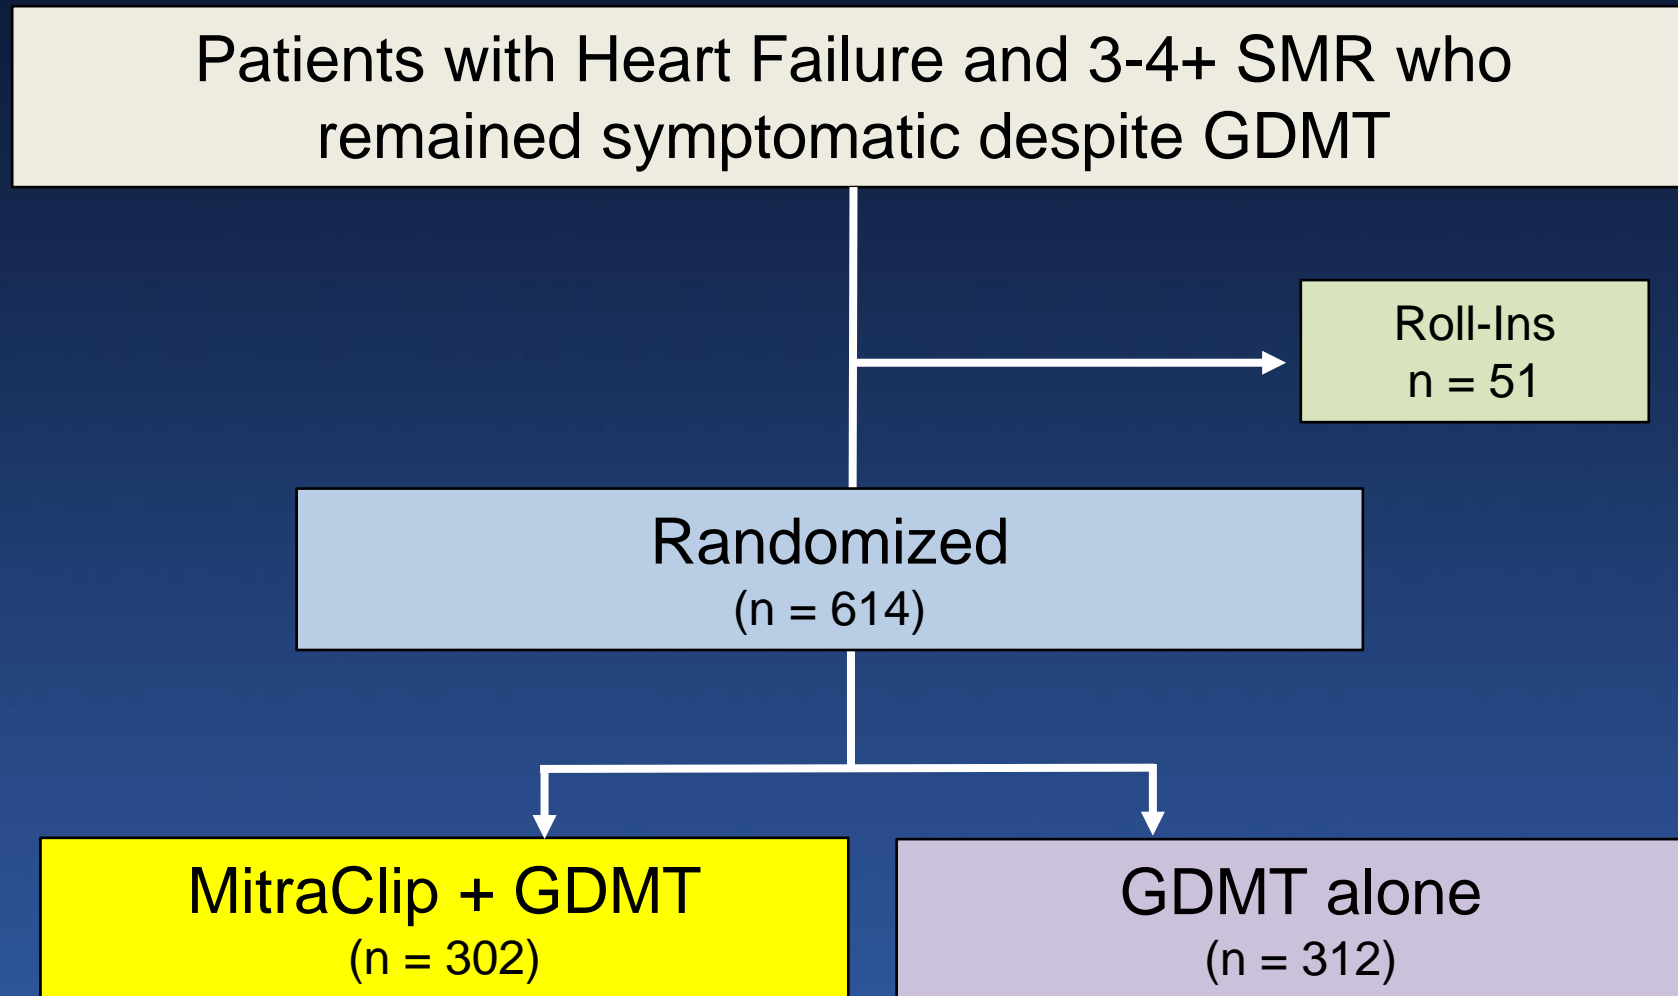 Patients with Heart Failure and 3-4+ SMR who
remained symptomatic despite GDMT
Roll-Ins
n = 51
Randomized
(n = 614)
MitraClip + GDMT
(n = 302)
GDMT alone
(n = 312)